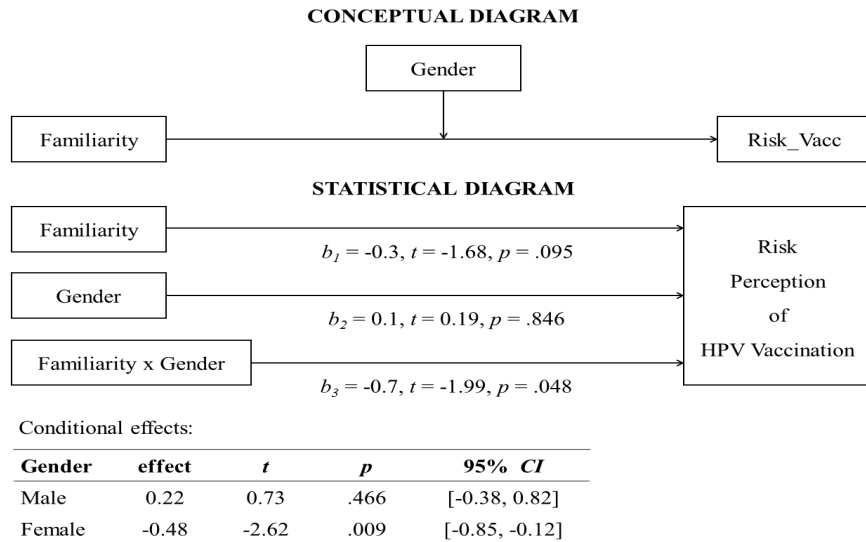 CONCEPTUAL DIAGRAM
Gender
Familiarity
Risk_Vacc
STATISTICAL DIAGRAM
Familiarity
b1 = -0.3, t = -1.68, p = .095
Gender
b2 = 0.1, t = 0.19, p = .846
Familiarity x Gender
b3 = -0.7, t = -1.99, p = .048
Risk
Perception
of
HPV Vaccination
Conditional effects:
Gender effect t p 95% CI
Male 0.22 0.73 .466 [-0.38, 0.82]
Female -0.48 -2.62 .009 [-0.85, -0.12]